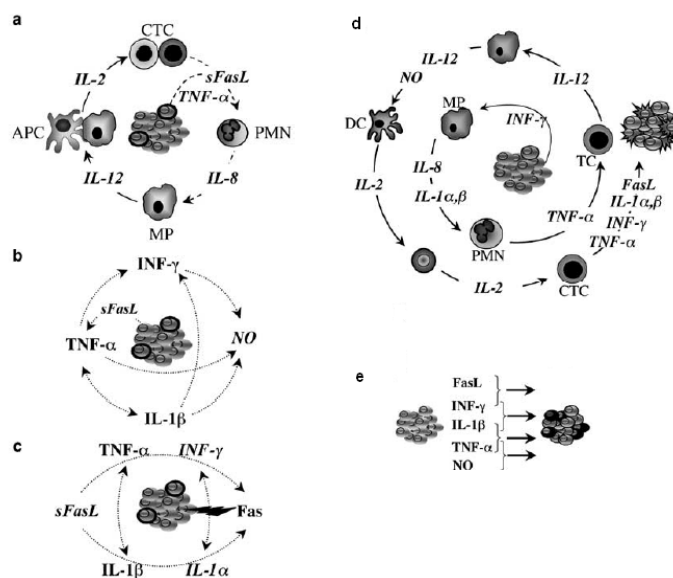 a
CTC
IL-2
sFasL
TNF-α
APC
PMN
IL-12
IL-8
MP
b
INF-γ
sFasL
TNF-α
NO
IL-1β
c
TNF-α INF-γ
sFasL
Fas
IL-1β IL-1α
d
IL-12
NO
IL-12
DC
MP
INF-γ
TC
IL-8
IL-2
IL-1α,β
FasL
IL-1α,β
TNF-α
INF-γ
PMN
TNF-α
IL-2
CTC
e
FasL
INF-γ
IL-1β
TNF-α
NO